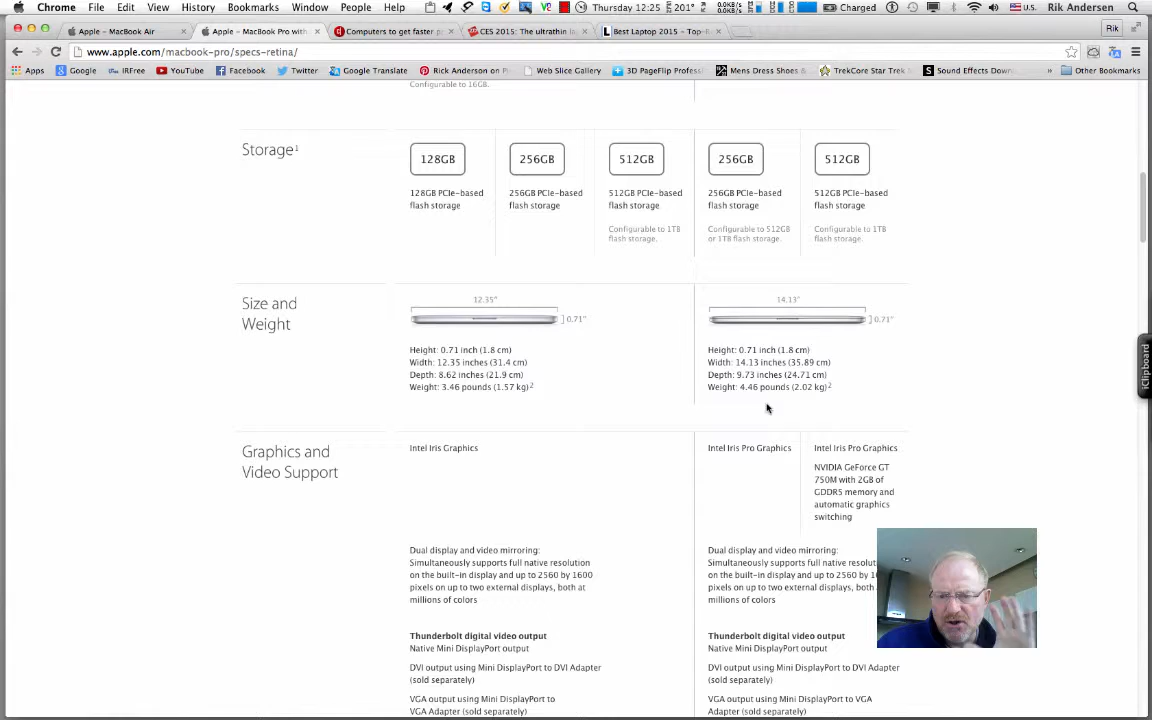 Chrome File Edit View History Bookmarks Window People Help
Thursday 12:25 201° 0.0KB/s 0.0KB/s Charged U.S. Rik Andersen
Apple – MacBook Air
Apple – MacBook Pro with
Computers to get faster p
CES 2015: The ultrathin la
Best Laptop 2015 – Top-R
Rik
www.apple.com/macbook-pro/specs-retina/
Apps Google IRFree YouTube Facebook Twitter Google Translate Rick Anderson on Pi Web Slice Gallery 3D PageFlip Profess Mens Dress Shoes & TrekCore Star Trek Sound Effects Down » Other Bookmarks
Configurable to 16GB.
Storage¹
128GB
256GB
512GB
256GB
512GB
128GB PCIe-based
flash storage
256GB PCIe-based
flash storage
512GB PCIe-based
flash storage
Configurable to 1TB
flash storage.
256GB PCIe-based
flash storage
Configurable to 512GB
or 1TB flash storage.
512GB PCIe-based
flash storage
Configurable to 1TB
flash storage.
Size and
Weight
12.35"
0.71"
Height: 0.71 inch (1.8 cm)
Width: 12.35 inches (31.4 cm)
Depth: 8.62 inches (21.9 cm)
Weight: 3.46 pounds (1.57 kg)²
14.13"
0.71"
Height: 0.71 inch (1.8 cm)
Width: 14.13 inches (35.89 cm)
Depth: 9.73 inches (24.71 cm)
Weight: 4.46 pounds (2.02 kg)²
iClipboard
Graphics and
Video Support
Intel Iris Graphics
Intel Iris Pro Graphics
Intel Iris Pro Graphics
NVIDIA GeForce GT
750M with 2GB of
GDDR5 memory and
automatic graphics
switching
Dual display and video mirroring:
Simultaneously supports full native resolution
on the built-in display and up to 2560 by 1600
pixels on up to two external displays, both at
millions of colors
Dual display and video mirroring:
Simultaneously supports full native resolut
on the built-in display and up to 2560 by 1
pixels on up to two external displays, both
millions of colors
Thunderbolt digital video output
Native Mini DisplayPort output
DVI output using Mini DisplayPort to DVI Adapter
(sold separately)
VGA output using Mini DisplayPort to
VGA Adapter (sold separately)
Thunderbolt digital video output
Native Mini DisplayPort output
DVI output using Mini DisplayPort to DVI Adapter
(sold separately)
VGA output using Mini DisplayPort to VGA
Adapter (sold separately)